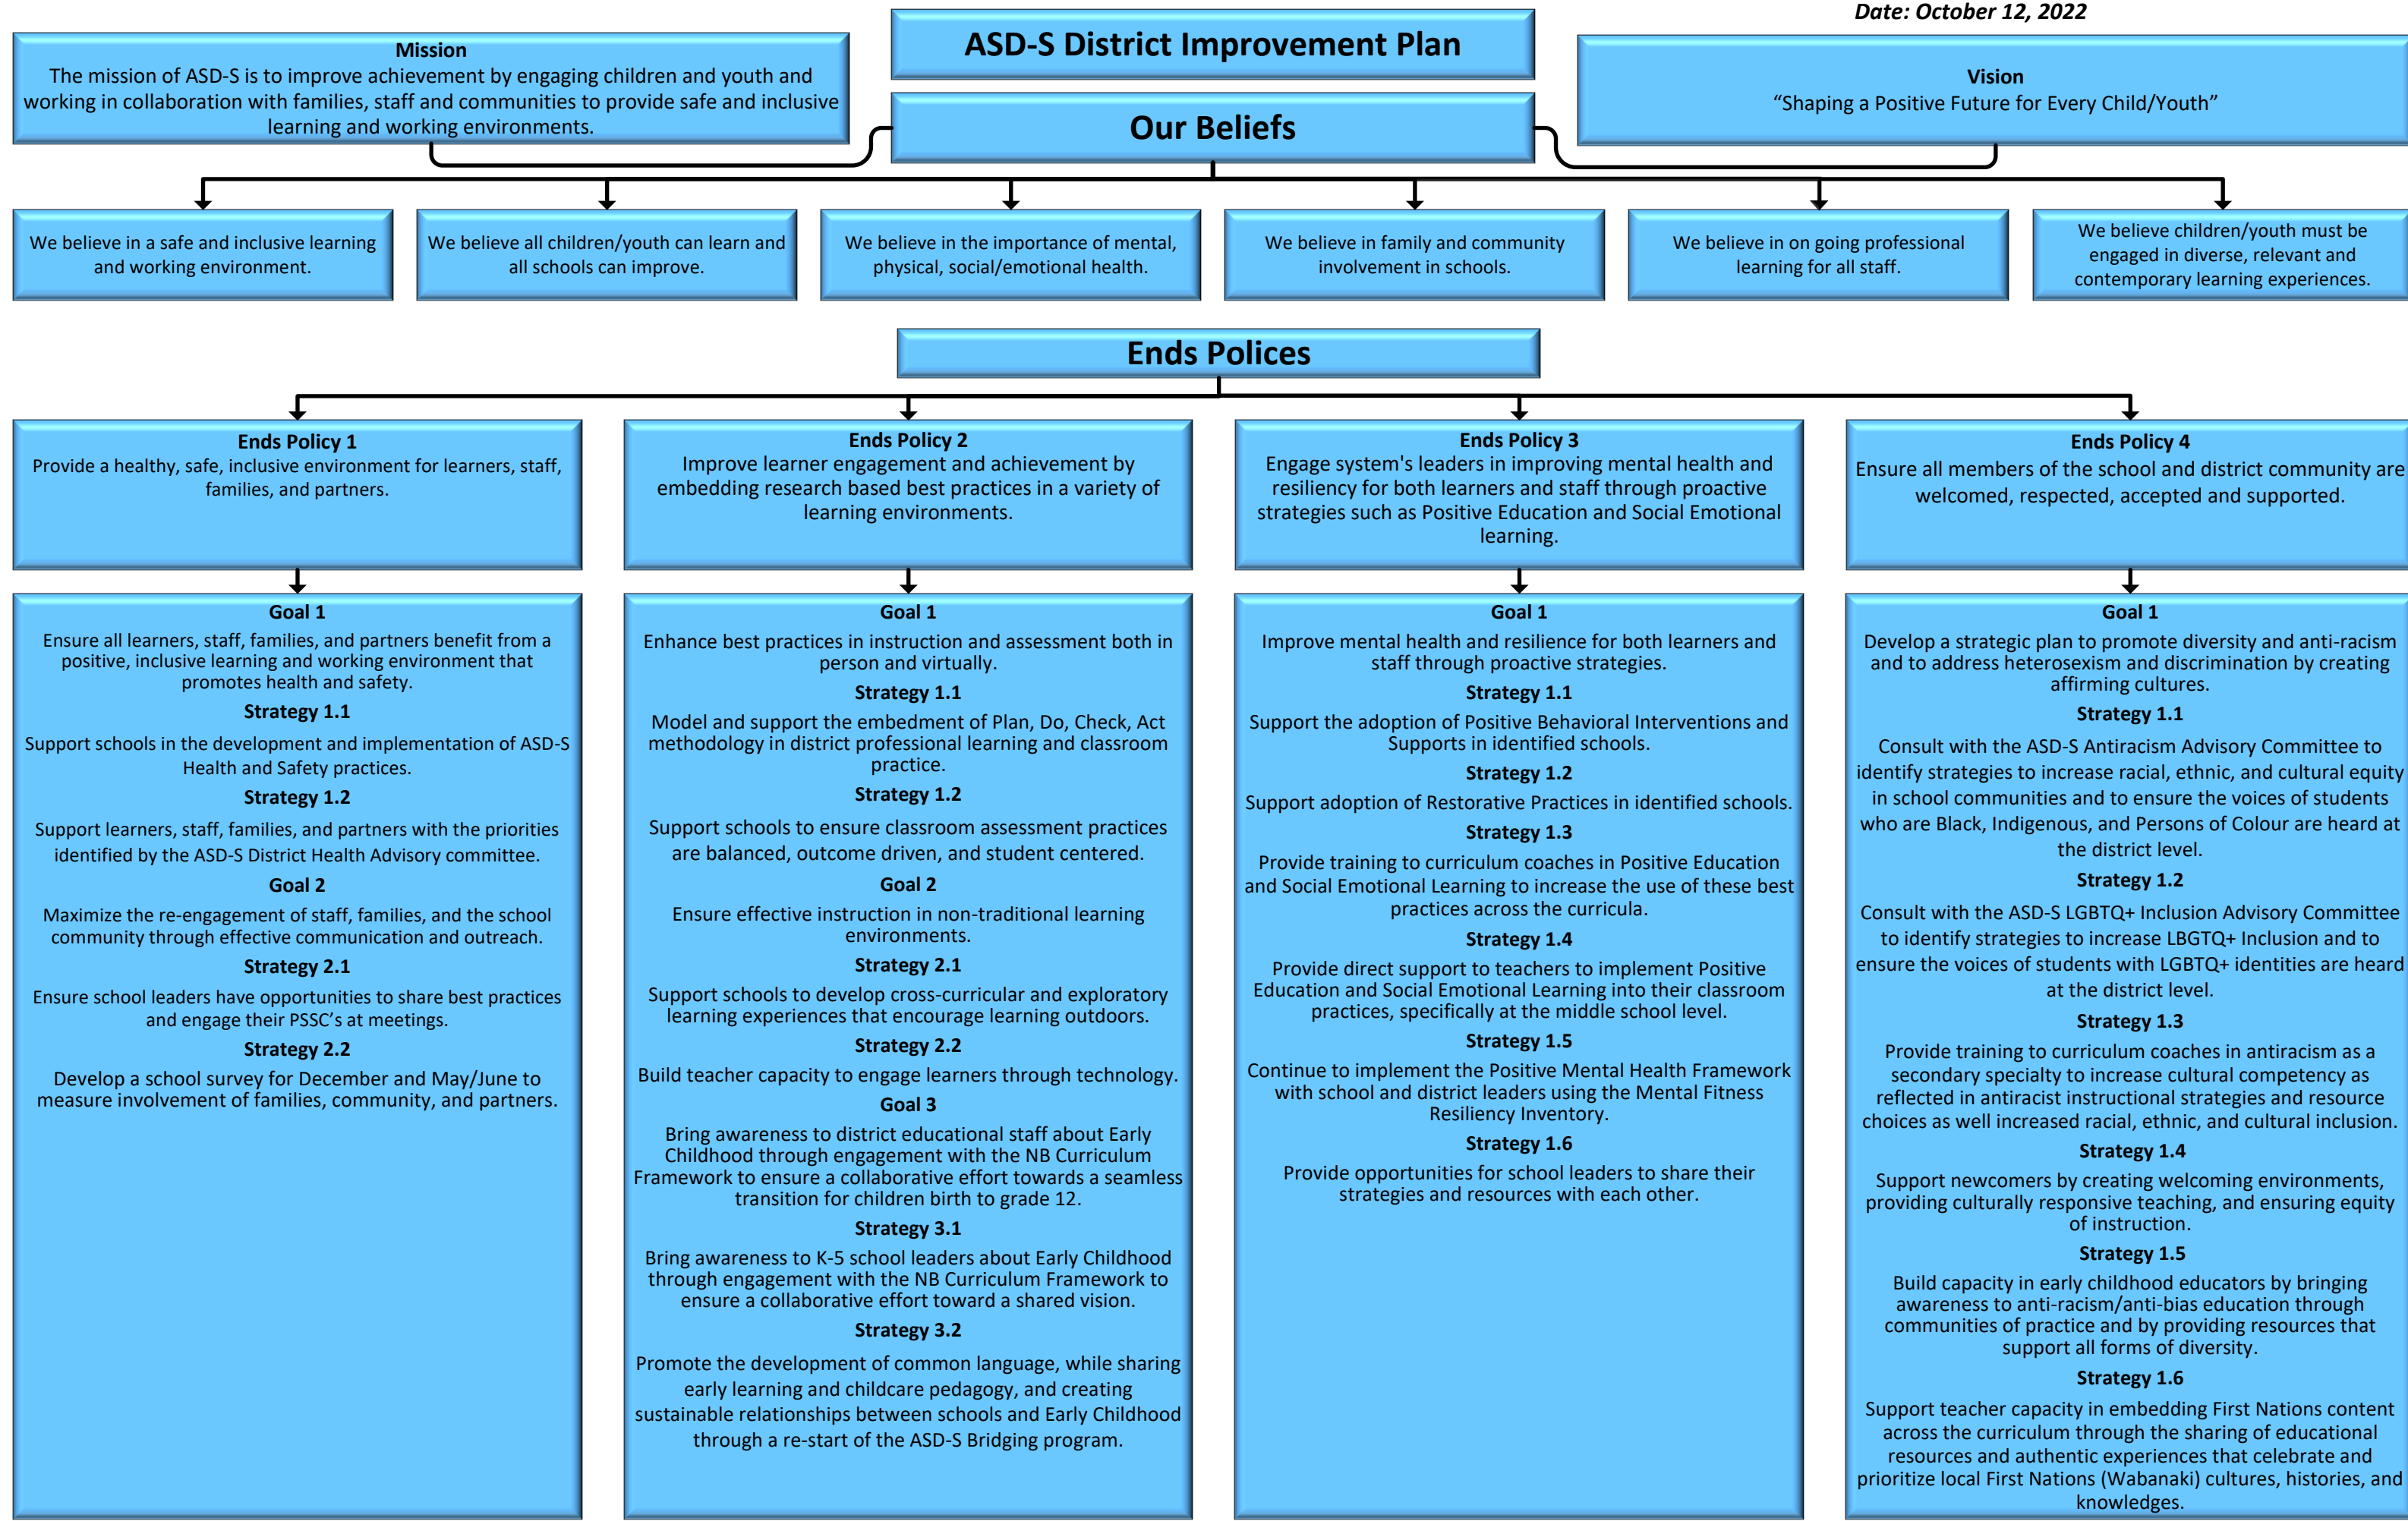 Date: October 12, 2022
ASD-S District Improvement Plan
Mission
The mission of ASD-S is to improve achievement by engaging children and youth and
working in collaboration with families, staff and communities to provide safe and inclusive
learning and working environments.
Vision
“Shaping a Positive Future for Every Child/Youth”
Our Beliefs
We believe in a safe and inclusive learning
and working environment.
We believe all children/youth can learn and
all schools can improve.
We believe in the importance of mental,
physical, social/emotional health.
We believe in family and community
involvement in schools.
We believe in on going professional
learning for all staff.
We believe children/youth must be
engaged in diverse, relevant and
contemporary learning experiences.
Ends Polices
Ends Policy 1
Provide a healthy, safe, inclusive environment for learners, staff,
families, and partners.
Goal 1
Ensure all learners, staff, families, and partners benefit from a
positive, inclusive learning and working environment that
promotes health and safety.
Strategy 1.1
Support schools in the development and implementation of ASD-S
Health and Safety practices.
Strategy 1.2
Support learners, staff, families, and partners with the priorities
identified by the ASD-S District Health Advisory committee.
Goal 2
Maximize the re-engagement of staff, families, and the school
community through effective communication and outreach.
Strategy 2.1
Ensure school leaders have opportunities to share best practices
and engage their PSSC’s at meetings.
Strategy 2.2
Develop a school survey for December and May/June to
measure involvement of families, community, and partners.
Ends Policy 2
Improve learner engagement and achievement by
embedding research based best practices in a variety of
learning environments.
Goal 1
Enhance best practices in instruction and assessment both in
person and virtually.
Strategy 1.1
Model and support the embedment of Plan, Do, Check, Act
methodology in district professional learning and classroom
practice.
Strategy 1.2
Support schools to ensure classroom assessment practices
are balanced, outcome driven, and student centered.
Goal 2
Ensure effective instruction in non-traditional learning
environments.
Strategy 2.1
Support schools to develop cross-curricular and exploratory
learning experiences that encourage learning outdoors.
Strategy 2.2
Build teacher capacity to engage learners through technology.
Goal 3
Bring awareness to district educational staff about Early
Childhood through engagement with the NB Curriculum
Framework to ensure a collaborative effort towards a seamless
transition for children birth to grade 12.
Strategy 3.1
Bring awareness to K-5 school leaders about Early Childhood
through engagement with the NB Curriculum Framework to
ensure a collaborative effort toward a shared vision.
Strategy 3.2
Promote the development of common language, while sharing
early learning and childcare pedagogy, and creating
sustainable relationships between schools and Early Childhood
through a re-start of the ASD-S Bridging program.
Ends Policy 3
Engage system's leaders in improving mental health and
resiliency for both learners and staff through proactive
strategies such as Positive Education and Social Emotional
learning.
Goal 1
Improve mental health and resilience for both learners and
staff through proactive strategies.
Strategy 1.1
Support the adoption of Positive Behavioral Interventions and
Supports in identified schools.
Strategy 1.2
Support adoption of Restorative Practices in identified schools.
Strategy 1.3
Provide training to curriculum coaches in Positive Education
and Social Emotional Learning to increase the use of these best
practices across the curricula.
Strategy 1.4
Provide direct support to teachers to implement Positive
Education and Social Emotional Learning into their classroom
practices, specifically at the middle school level.
Strategy 1.5
Continue to implement the Positive Mental Health Framework
with school and district leaders using the Mental Fitness
Resiliency Inventory.
Strategy 1.6
Provide opportunities for school leaders to share their
strategies and resources with each other.
Ends Policy 4
Ensure all members of the school and district community are
welcomed, respected, accepted and supported.
Goal 1
Develop a strategic plan to promote diversity and anti-racism
and to address heterosexism and discrimination by creating
affirming cultures.
Strategy 1.1
Consult with the ASD-S Antiracism Advisory Committee to
identify strategies to increase racial, ethnic, and cultural equity
in school communities and to ensure the voices of students
who are Black, Indigenous, and Persons of Colour are heard at
the district level.
Strategy 1.2
Consult with the ASD-S LGBTQ+ Inclusion Advisory Committee
to identify strategies to increase LBGTQ+ Inclusion and to
ensure the voices of students with LGBTQ+ identities are heard
at the district level.
Strategy 1.3
Provide training to curriculum coaches in antiracism as a
secondary specialty to increase cultural competency as
reflected in antiracist instructional strategies and resource
choices as well increased racial, ethnic, and cultural inclusion.
Strategy 1.4
Support newcomers by creating welcoming environments,
providing culturally responsive teaching, and ensuring equity
of instruction.
Strategy 1.5
Build capacity in early childhood educators by bringing
awareness to anti-racism/anti-bias education through
communities of practice and by providing resources that
support all forms of diversity.
Strategy 1.6
Support teacher capacity in embedding First Nations content
across the curriculum through the sharing of educational
resources and authentic experiences that celebrate and
prioritize local First Nations (Wabanaki) cultures, histories, and
knowledges.